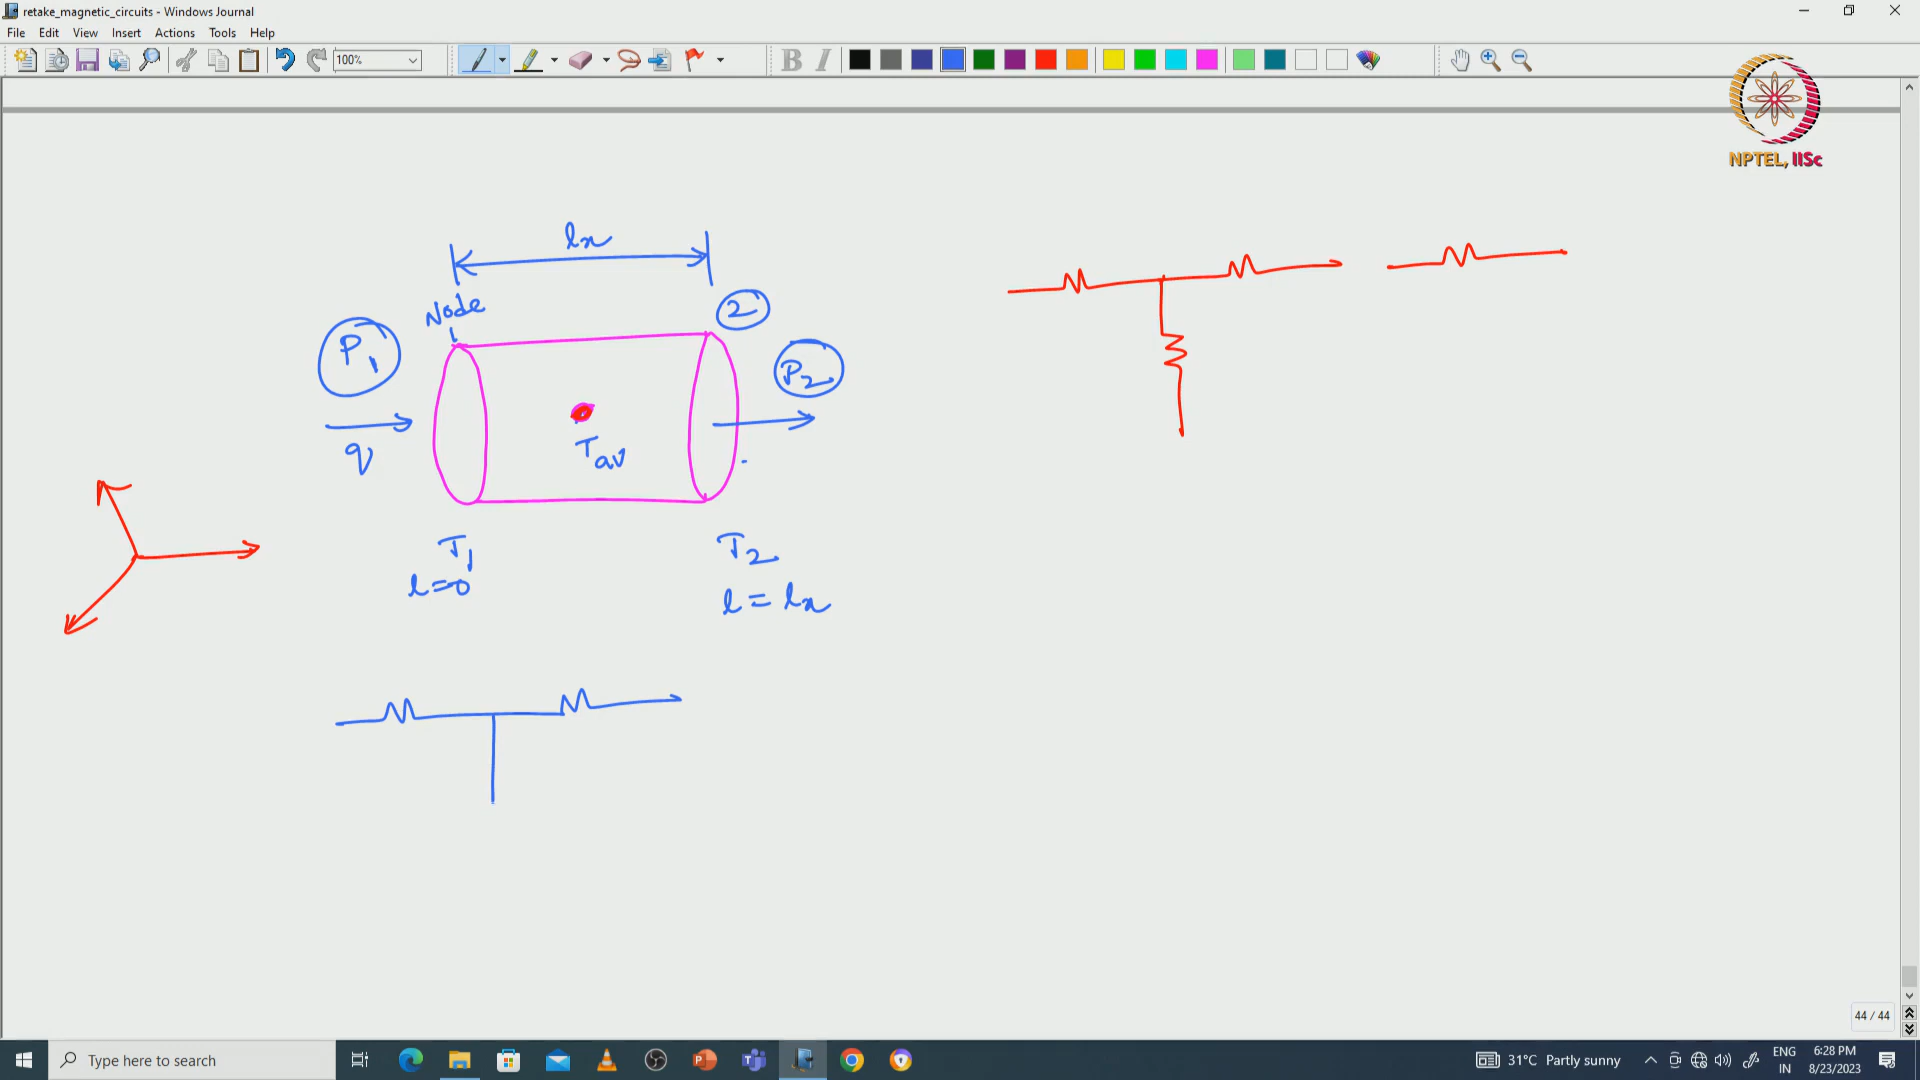 retake_magnetic_circuits - Windows Journal
File Edit View Insert Actions Tools Help
100%
B I
NPTEL, IISc
lx
Node
1
2
P1
P2
q
Tav
T1
T2
l=0
l = lx
44 / 44
Type here to search
31°C Partly sunny
ENG
IN
6:28 PM
8/23/2023